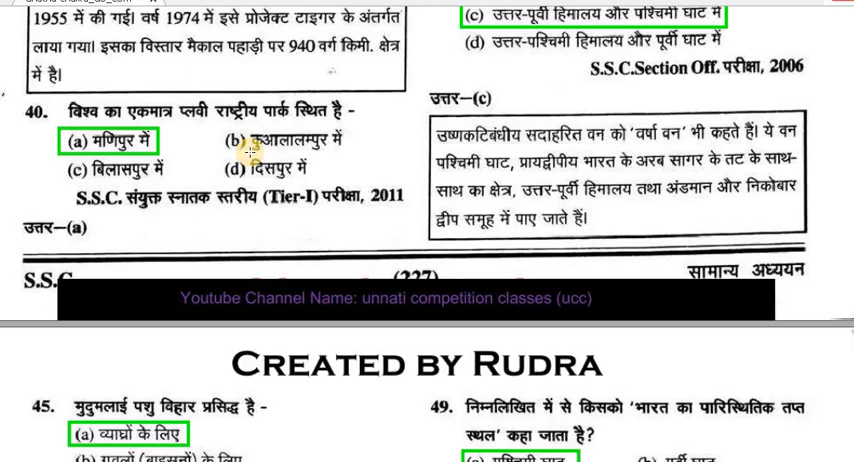 1955 में की गई। वर्ष 1974 में इसे प्रोजेक्ट टाइगर के अंतर्गत
लाया गया। इसका विस्तार मैकाल पहाड़ी पर 940 वर्ग किमी. क्षेत्र
में है।
40. विश्व का एकमात्र प्लवी राष्ट्रीय पार्क स्थित है -
(a) मणिपुर में (b) कुआलालम्पुर में
(c) बिलासपुर में (d) दिसपुर में
S.S.C. संयुक्त स्नातक स्तरीय (Tier-I) परीक्षा, 2011
उत्तर—(a)
(c) उत्तर-पूर्वी हिमालय और पश्चिमी घाट में
(d) उत्तर-पश्चिमी हिमालय और पूर्वी घाट में
S.S.C.Section Off. परीक्षा, 2006
उत्तर—(c)
उष्णकटिबंधीय सदाहरित वन को 'वर्षा वन' भी कहते हैं। ये वन
पश्चिमी घाट, प्रायद्वीपीय भारत के अरब सागर के तट के साथ-
साथ का क्षेत्र, उत्तर-पूर्वी हिमालय तथा अंडमान और निकोबार
द्वीप समूह में पाए जाते हैं।
S.S.C (227) सामान्य अध्ययन
Youtube Channel Name: unnati competition classes (ucc)
CREATED BY RUDRA
45. मुदुमलाई पशु विहार प्रसिद्ध है -
(a) व्याघ्रों के लिए
(b) गवलों (बाइसनों) के लिए
49. निम्नलिखित में से किसको 'भारत का पारिस्थितिक तप्त
स्थल' कहा जाता है?
(a) पश्चिमी घाट (b) पूर्वी घाट